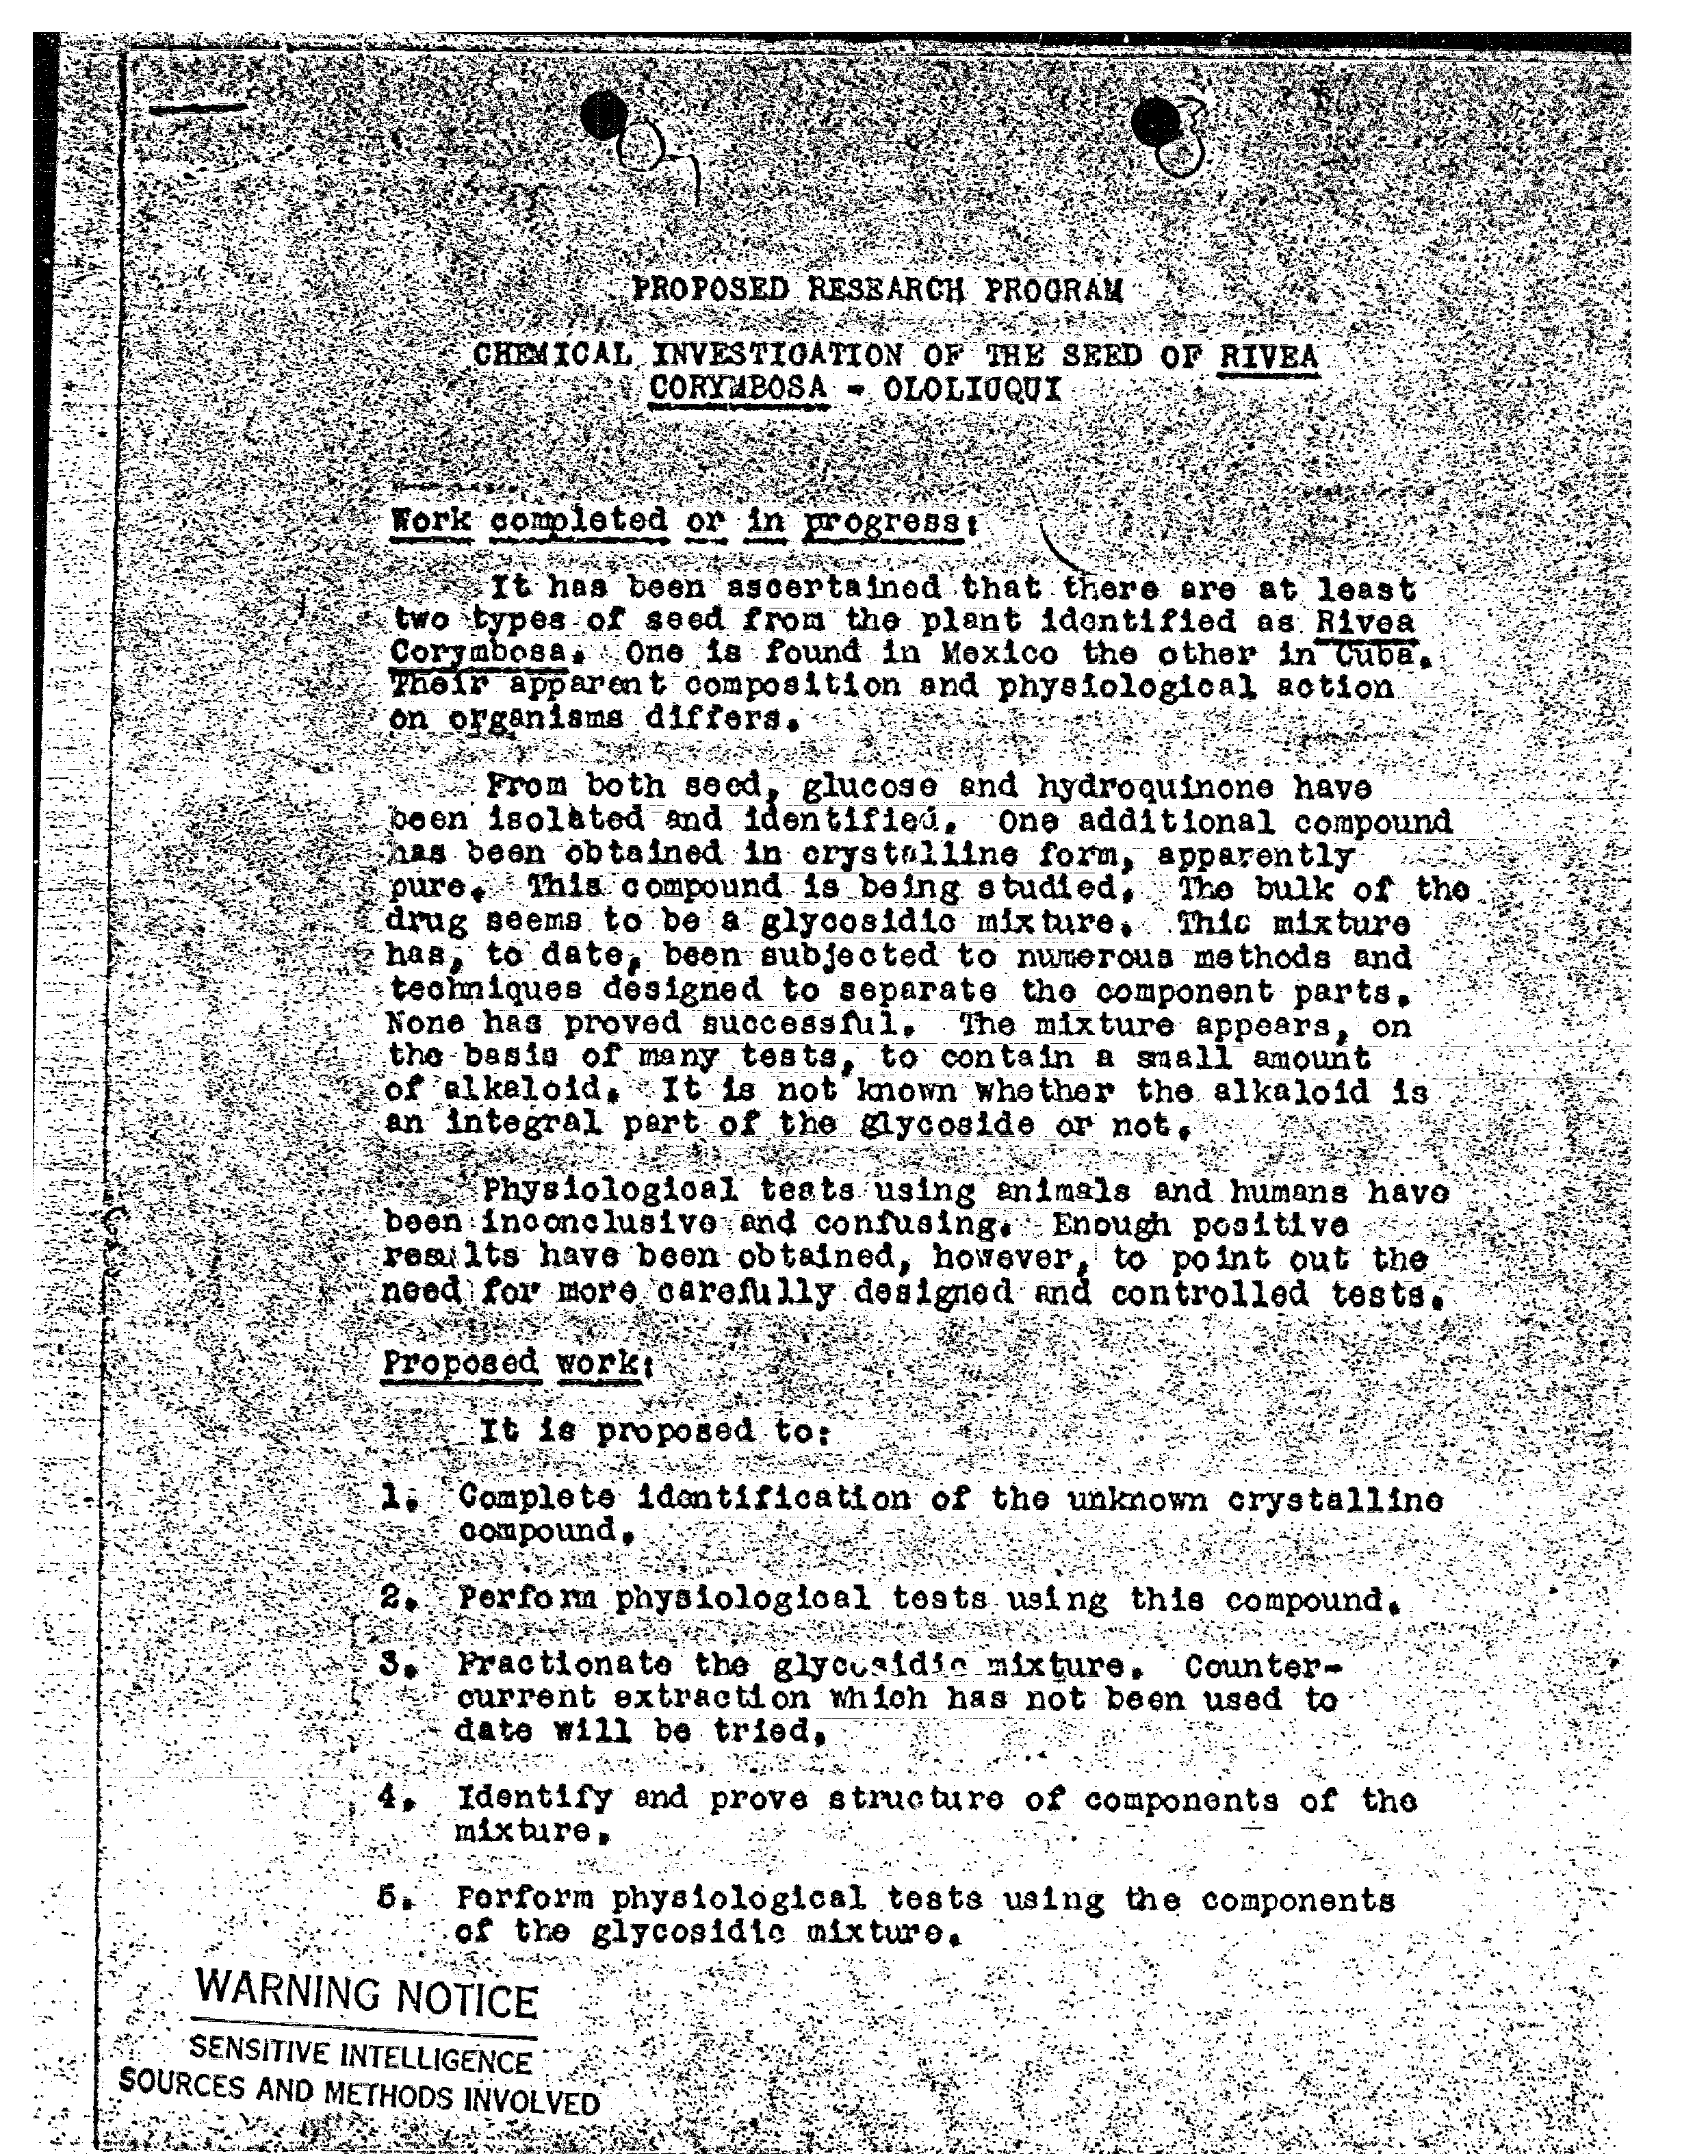 PROPOSED RESEARCH PROGRAM
CHEMICAL INVESTIGATION OF THE SEED OF RIVEA
CORYMBOSA - OLOLIUQUI
Work completed or in progress:
It has been ascertained that there are at least
two types of seed from the plant identified as Rivea
Corymbosa. One is found in Mexico the other in Cuba.
Their apparent composition and physiological action
on organisms differs.
From both seed, glucose and hydroquinone have
been isolated and identified. One additional compound
has been obtained in crystalline form, apparently
pure. This compound is being studied. The bulk of the
drug seems to be a glycosidic mixture. This mixture
has, to date, been subjected to numerous methods and
techniques designed to separate the component parts.
None has proved successful. The mixture appears, on
the basis of many tests, to contain a small amount
of alkaloid. It is not known whether the alkaloid is
an integral part of the glycoside or not.
Physiological tests using animals and humans have
been inconclusive and confusing. Enough positive
results have been obtained, however, to point out the
need for more carefully designed and controlled tests.
Proposed work:
It is proposed to:
1. Complete identification of the unknown crystalline
compound.
2. Perform physiological tests using this compound.
3. Fractionate the glycosidic mixture. Counter-
current extraction which has not been used to
date will be tried.
4. Identify and prove structure of components of the
mixture.
5. Perform physiological tests using the components
of the glycosidic mixture.
WARNING NOTICE
SENSITIVE INTELLIGENCE
SOURCES AND METHODS INVOLVED